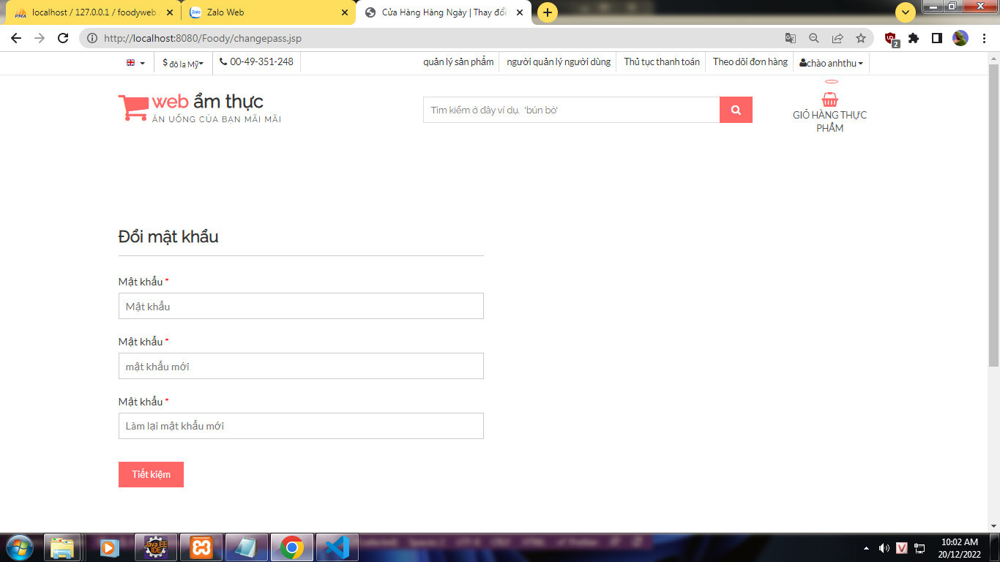 localhost / 127.0.0.1 / foodyweb
Zalo Web
Cửa Hàng Hàng Ngày | Thay đổi
http://localhost:8080/Foody/changepass.jsp
2
$ đô la Mỹ
00-49-351-248
quản lý sản phẩm
người quản lý người dùng
Thủ tục thanh toán
Theo dõi đơn hàng
chào anhthu
web ẩm thực
ĂN UỐNG CỦA BẠN MÃI MÃI
Tìm kiếm ở đây ví dụ. 'bún bò'
GIỎ HÀNG THỰC
PHẨM
Đổi mật khẩu
Mật khẩu *
Mật khẩu
Mật khẩu *
mật khẩu mới
Mật khẩu *
Làm lại mật khẩu mới
Tiết kiệm
Java EE
IDE
V
10:02 AM
20/12/2022